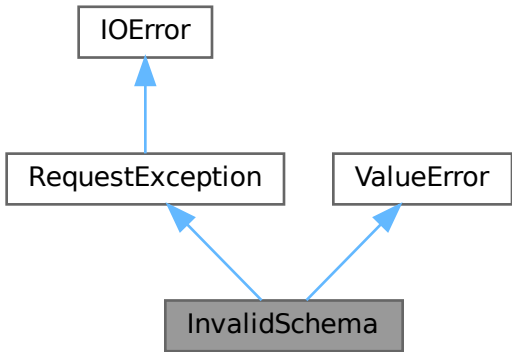 IOError
RequestException
ValueError
InvalidSchema